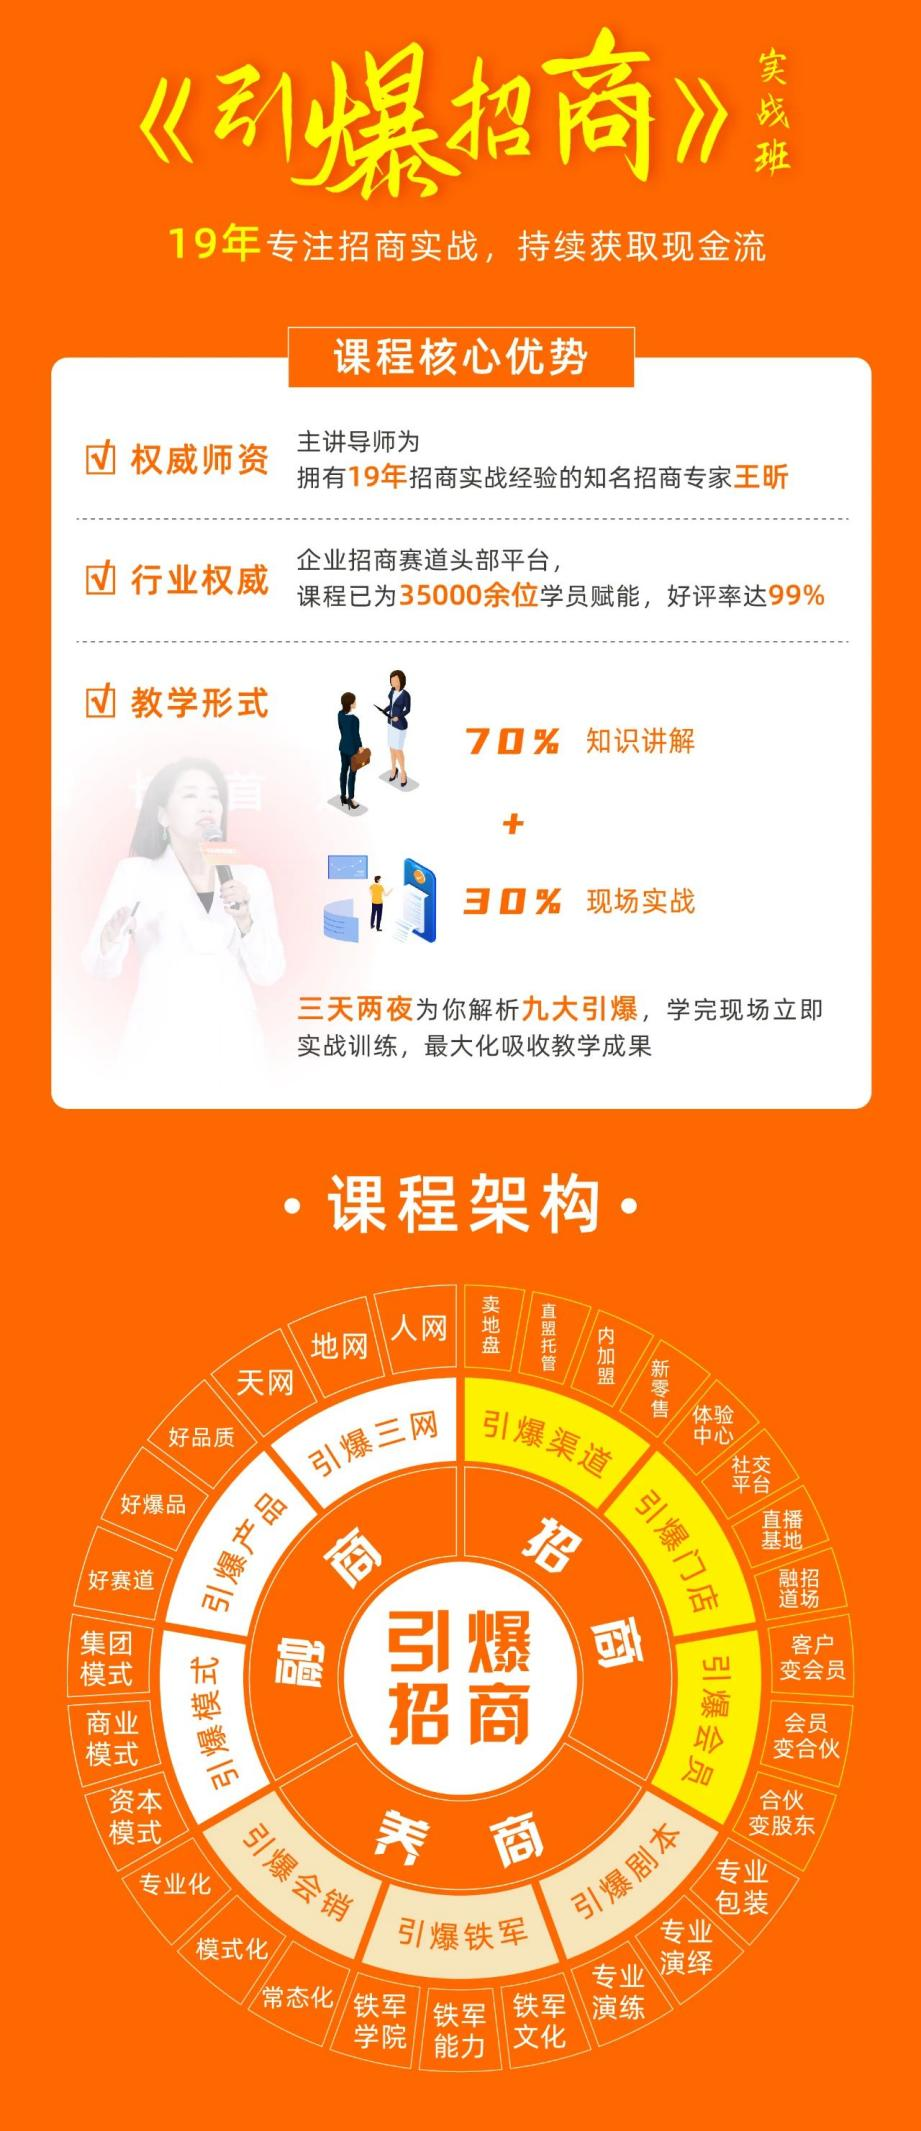 《引爆招商》
实战班
19年专注招商实战，持续获取现金流
课程核心优势
权威师资
主讲导师为
拥有19年招商实战经验的知名招商专家王昕
行业权威
企业招商赛道头部平台，
课程已为35000余位学员赋能，好评率达99%
教学形式
70% 知识讲解
+
30% 现场实战
三天两夜为你解析九大引爆，学完现场立即
实战训练，最大化吸收教学成果
·课程架构·
引爆
招商
招商
养商
融商
引爆渠道
卖地盘
直盟托管
内加盟
新零售
引爆门店
体验
中心
社交
平台
直播
基地
融招
道场
引爆会员
客户
变会员
会员
变合伙
合伙
变股东
引爆剧本
专业
包装
专业
演绎
专业
演练
引爆铁军
铁军
文化
铁军
能力
铁军
学院
引爆会销
常态化
模式化
专业化
引爆模式
资本
模式
商业
模式
集团
模式
引爆产品
好赛道
好爆品
好品质
引爆三网
天网
地网
人网